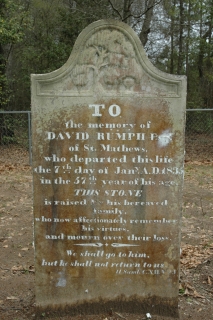 TO
the memory of
DAVID RUMPH
of St. Mathews,
who departed this life
the 7th day of Jany. A.D.
in the 57th year of his age.
THIS STONE
is raised by his bereaved
family,
who now affectionately remember
his virtues,
and mourn over their loss.
We shall go to him,
but he shall not return to us.